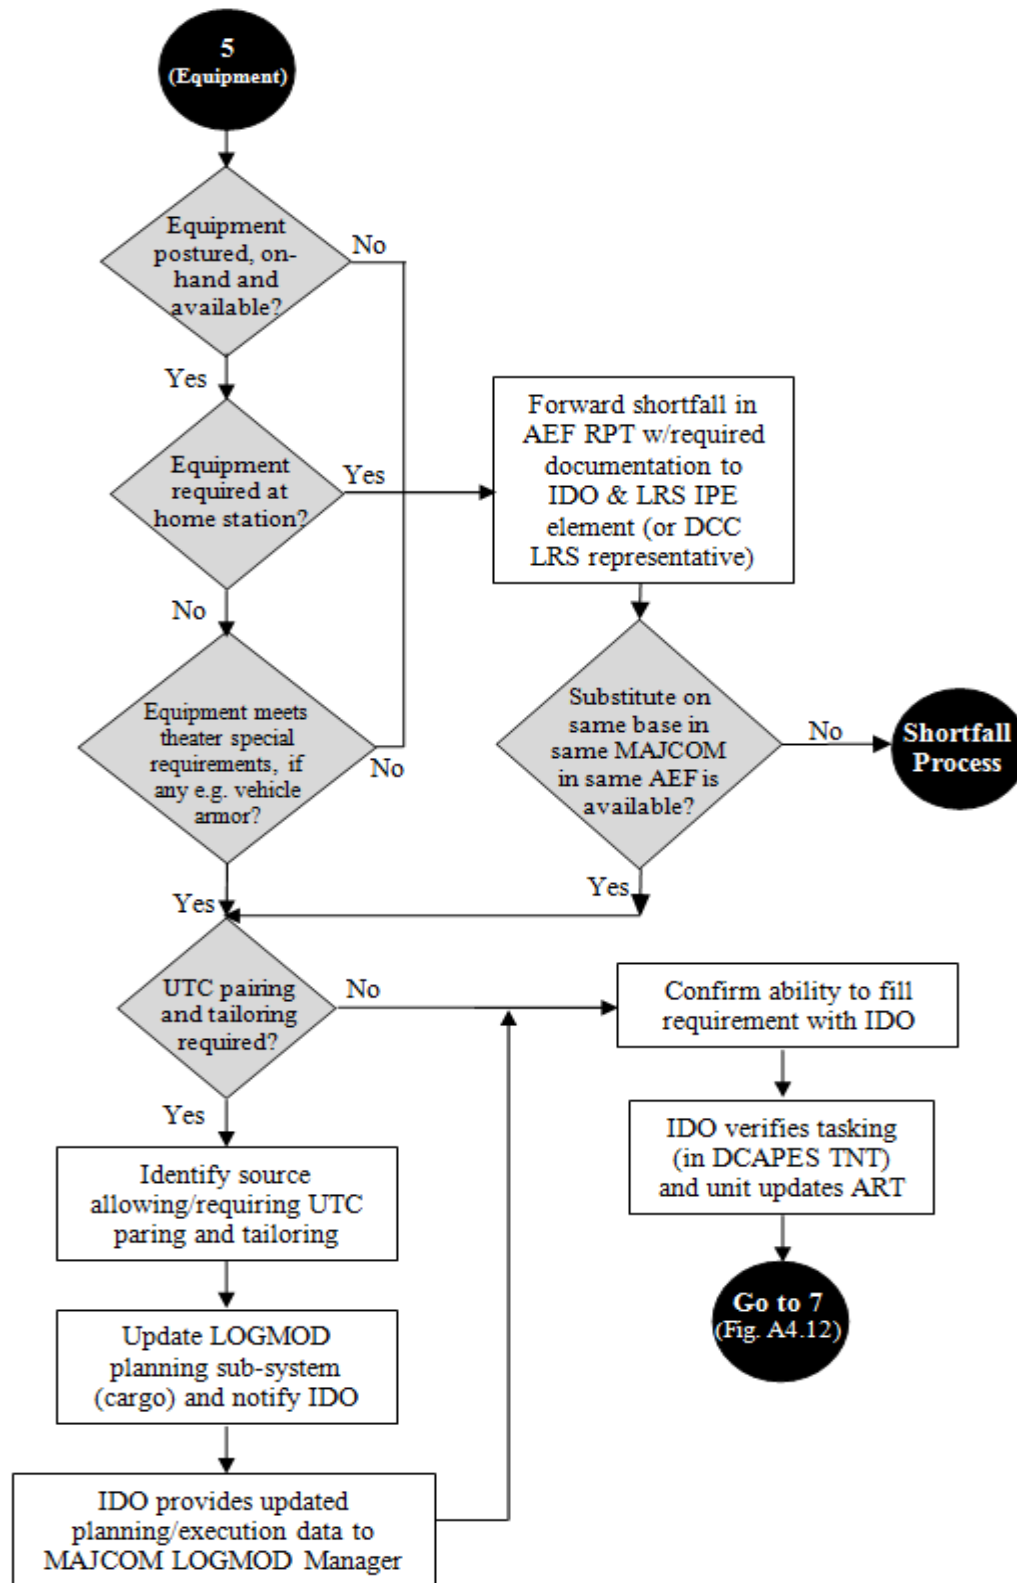 5
(Equipment)
Equipment
postured, on-
hand and
available?
No
Yes
Equipment
required at
home station?
Yes
No
Forward shortfall in
AEF RPT w/required
documentation to
IDO & LRS IPE
element (or DCC
LRS representative)
Equipment meets
theater special
requirements, if
any e.g. vehicle
armor?
No
Yes
Substitute on
same base in
same MAJCOM
in same AEF is
available?
No
Yes
Shortfall
Process
UTC pairing
and tailoring
required?
No
Yes
Confirm ability to fill
requirement with IDO
IDO verifies tasking
(in DCAPES TNT)
and unit updates ART
Go to 7
(Fig. A4.12)
Identify source
allowing/requiring UTC
paring and tailoring
Update LOGMOD
planning sub-system
(cargo) and notify IDO
IDO provides updated
planning/execution data to
MAJCOM LOGMOD Manager